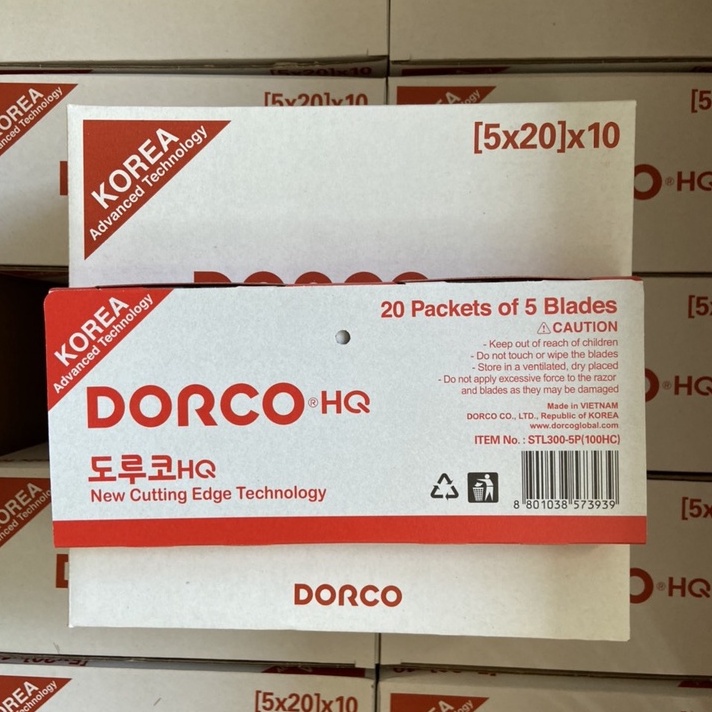 [5x20]x10
KOREA
Advanced Technology
[5x20]x10
KOREA
Advanced Technology
20 Packets of 5 Blades
⚠CAUTION
- Keep out of reach of children
- Do not touch or wipe the blades
- Store in a ventilated, dry placed
- Do not apply excessive force to the razor
and blades as they may be damaged
Made in VIETNAM
DORCO CO., LTD., Republic of KOREA
www.dorcoglobal.com
ITEM No. : STL300-5P(100HC)
DORCO® HQ
도루코HQ
New Cutting Edge Technology
8 801038 573939
DORCO
®HQ
®HQ
®HQ
[5x20]x10